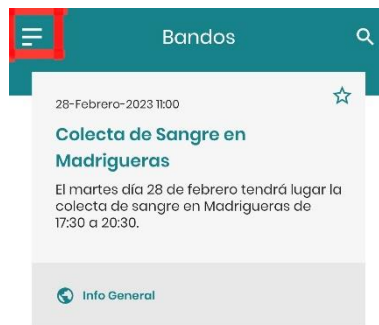 Bandos
28-Febrero-2023 11:00
Colecta de Sangre en
Madrigueras
El martes día 28 de febrero tendrá lugar la
colecta de sangre en Madrigueras de
17:30 a 20:30.
Info General